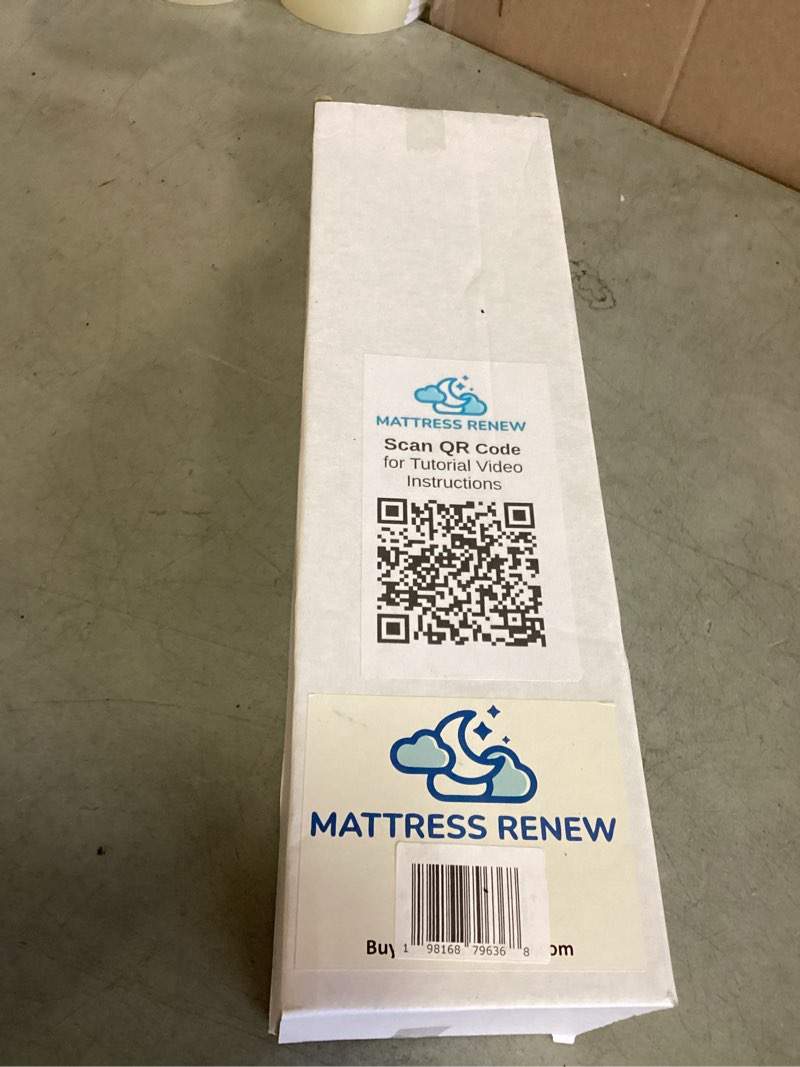 MATTRESS RENEW
Scan QR Code
for Tutorial Video
Instructions
MATTRESS RENEW
Buy om
1 98168 79636 8